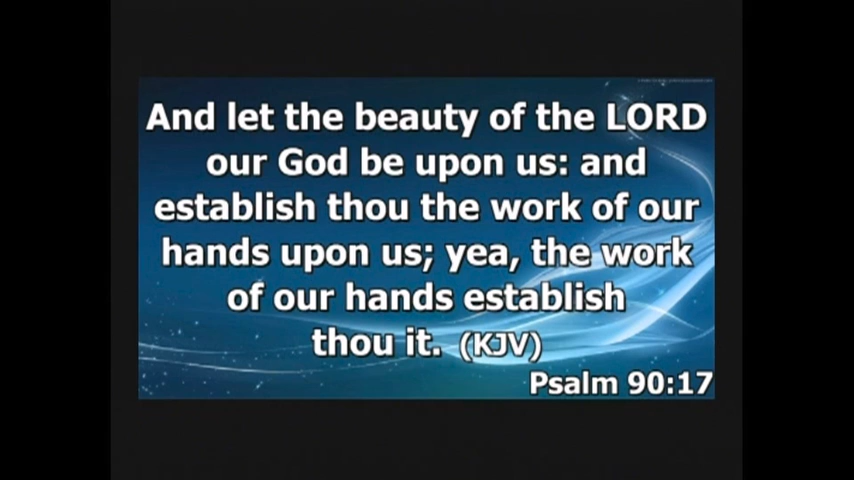 And let the beauty of the LORD
our God be upon us: and
establish thou the work of our
hands upon us; yea, the work
of our hands establish
thou it. (KJV)
Psalm 90:17